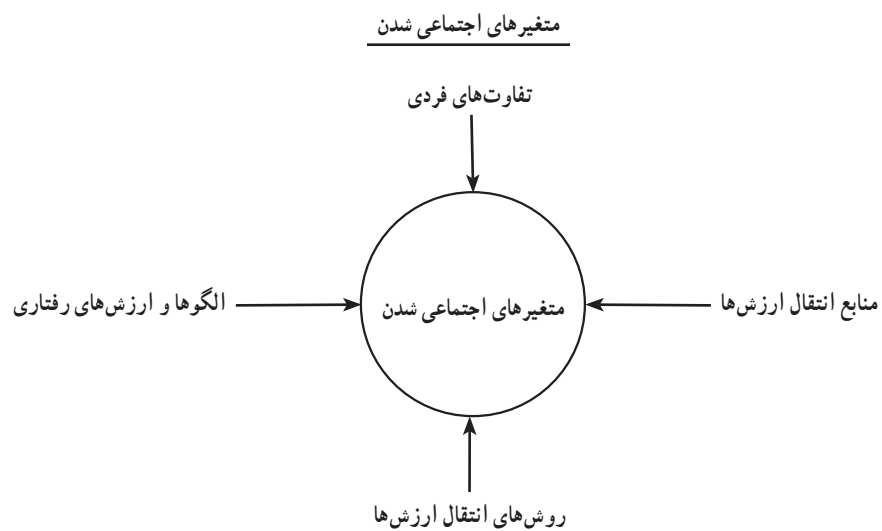 متغیرهای اجتماعی شدن
تفاوت‌های فردی
منابع انتقال ارزش‌ها
متغیرهای اجتماعی شدن
الگوها و ارزش‌های رفتاری
روش‌های انتقال ارزش‌ها